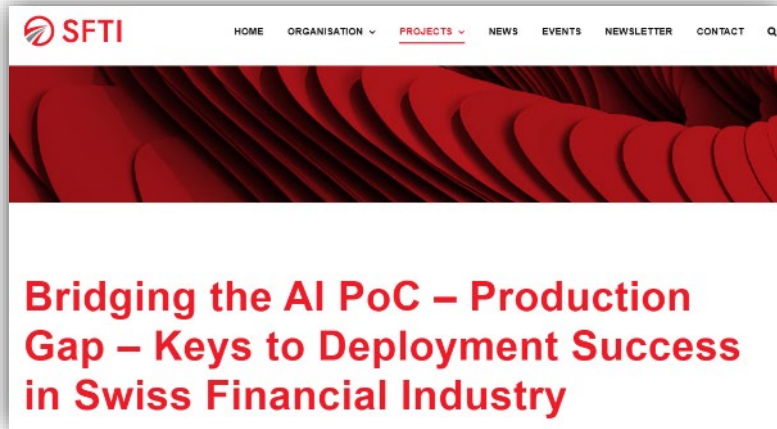 SFTI
HOME ORGANISATION PROJECTS NEWS EVENTS NEWSLETTER CONTACT
Bridging the AI PoC – Production
Gap – Keys to Deployment Success
in Swiss Financial Industry